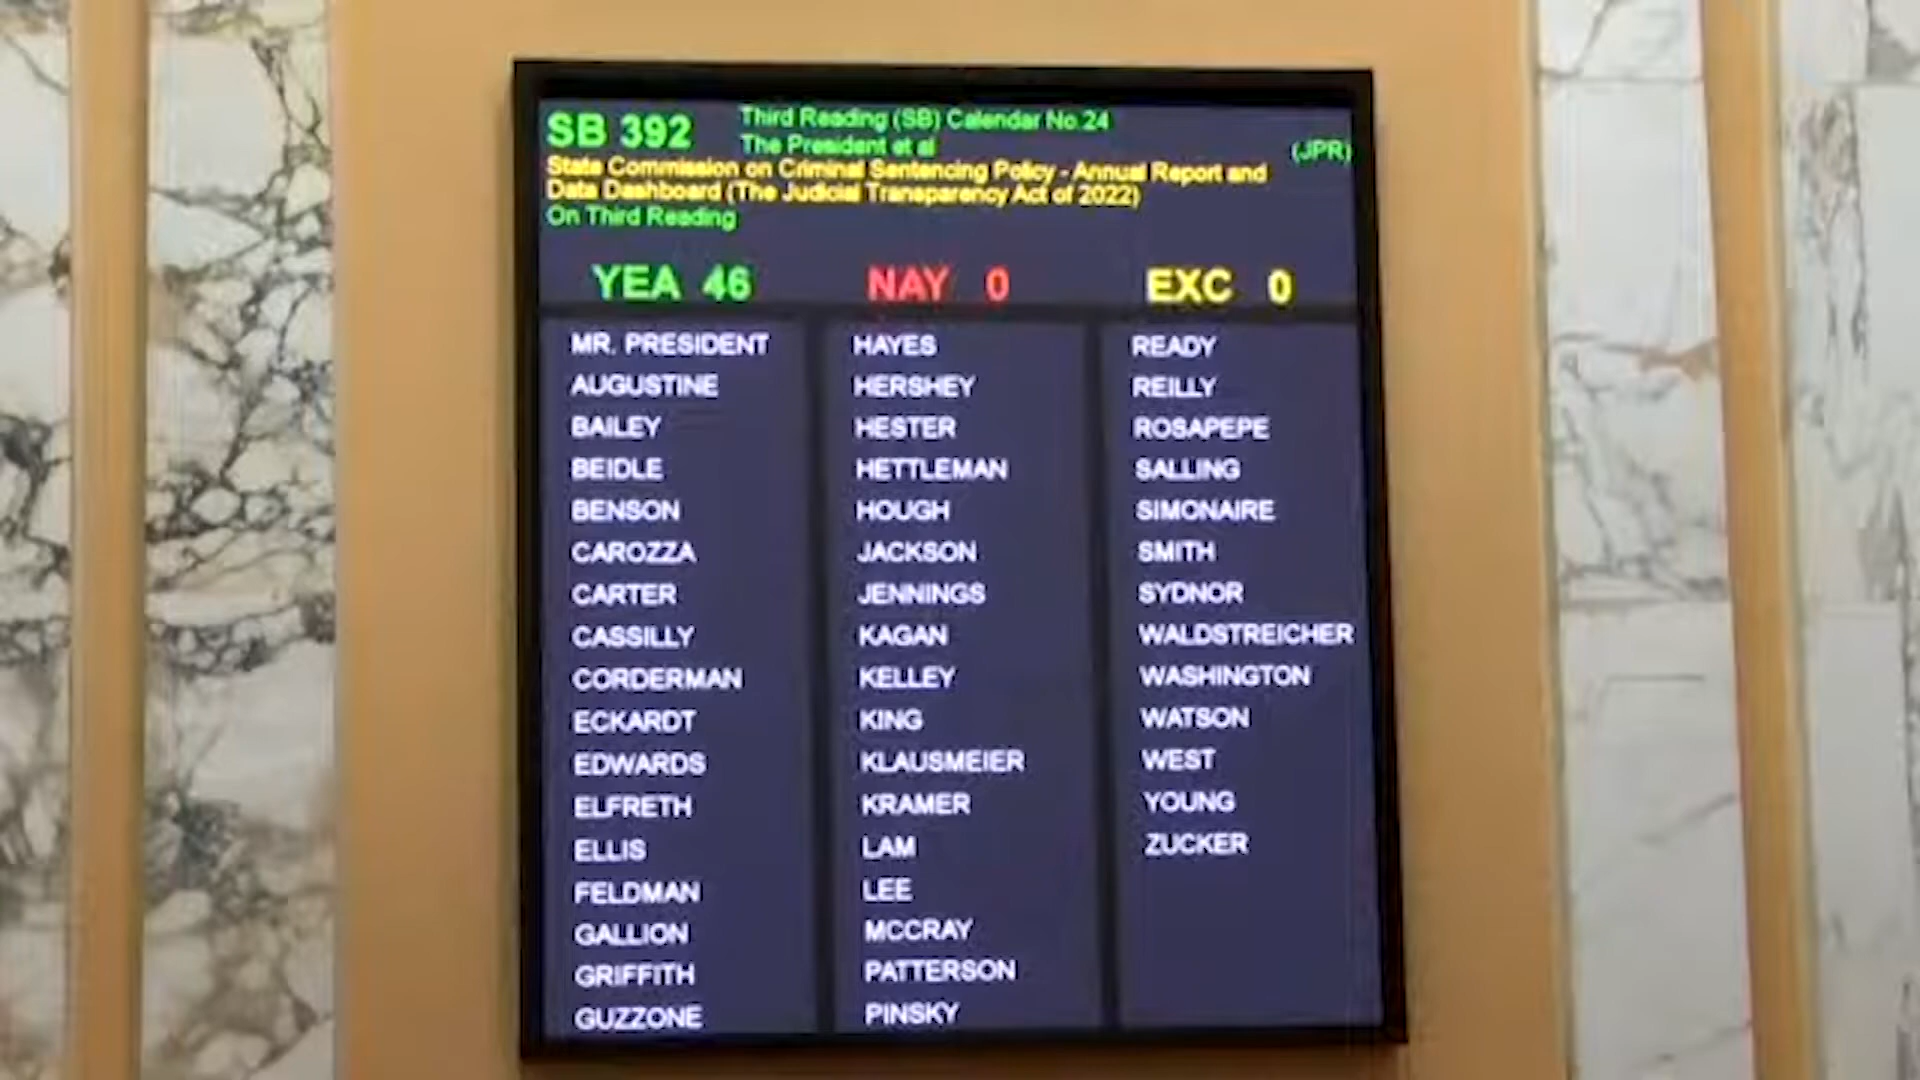 SB 392
Third Reading (SB) Calendar No.24
The President et al
(JPR)
State Commission on Criminal Sentencing Policy - Annual Report and
Data Dashboard (The Judicial Transparency Act of 2022)
On Third Reading
YEA 46
NAY 0
EXC 0
MR. PRESIDENT
AUGUSTINE
BAILEY
BEIDLE
BENSON
CAROZZA
CARTER
CASSILLY
CORDERMAN
ECKARDT
EDWARDS
ELFRETH
ELLIS
FELDMAN
GALLION
GRIFFITH
GUZZONE
HAYES
HERSHEY
HESTER
HETTLEMAN
HOUGH
JACKSON
JENNINGS
KAGAN
KELLEY
KING
KLAUSMEIER
KRAMER
LAM
LEE
MCCRAY
PATTERSON
PINSKY
READY
REILLY
ROSAPEPE
SALLING
SIMONAIRE
SMITH
SYDNOR
WALDSTREICHER
WASHINGTON
WATSON
WEST
YOUNG
ZUCKER